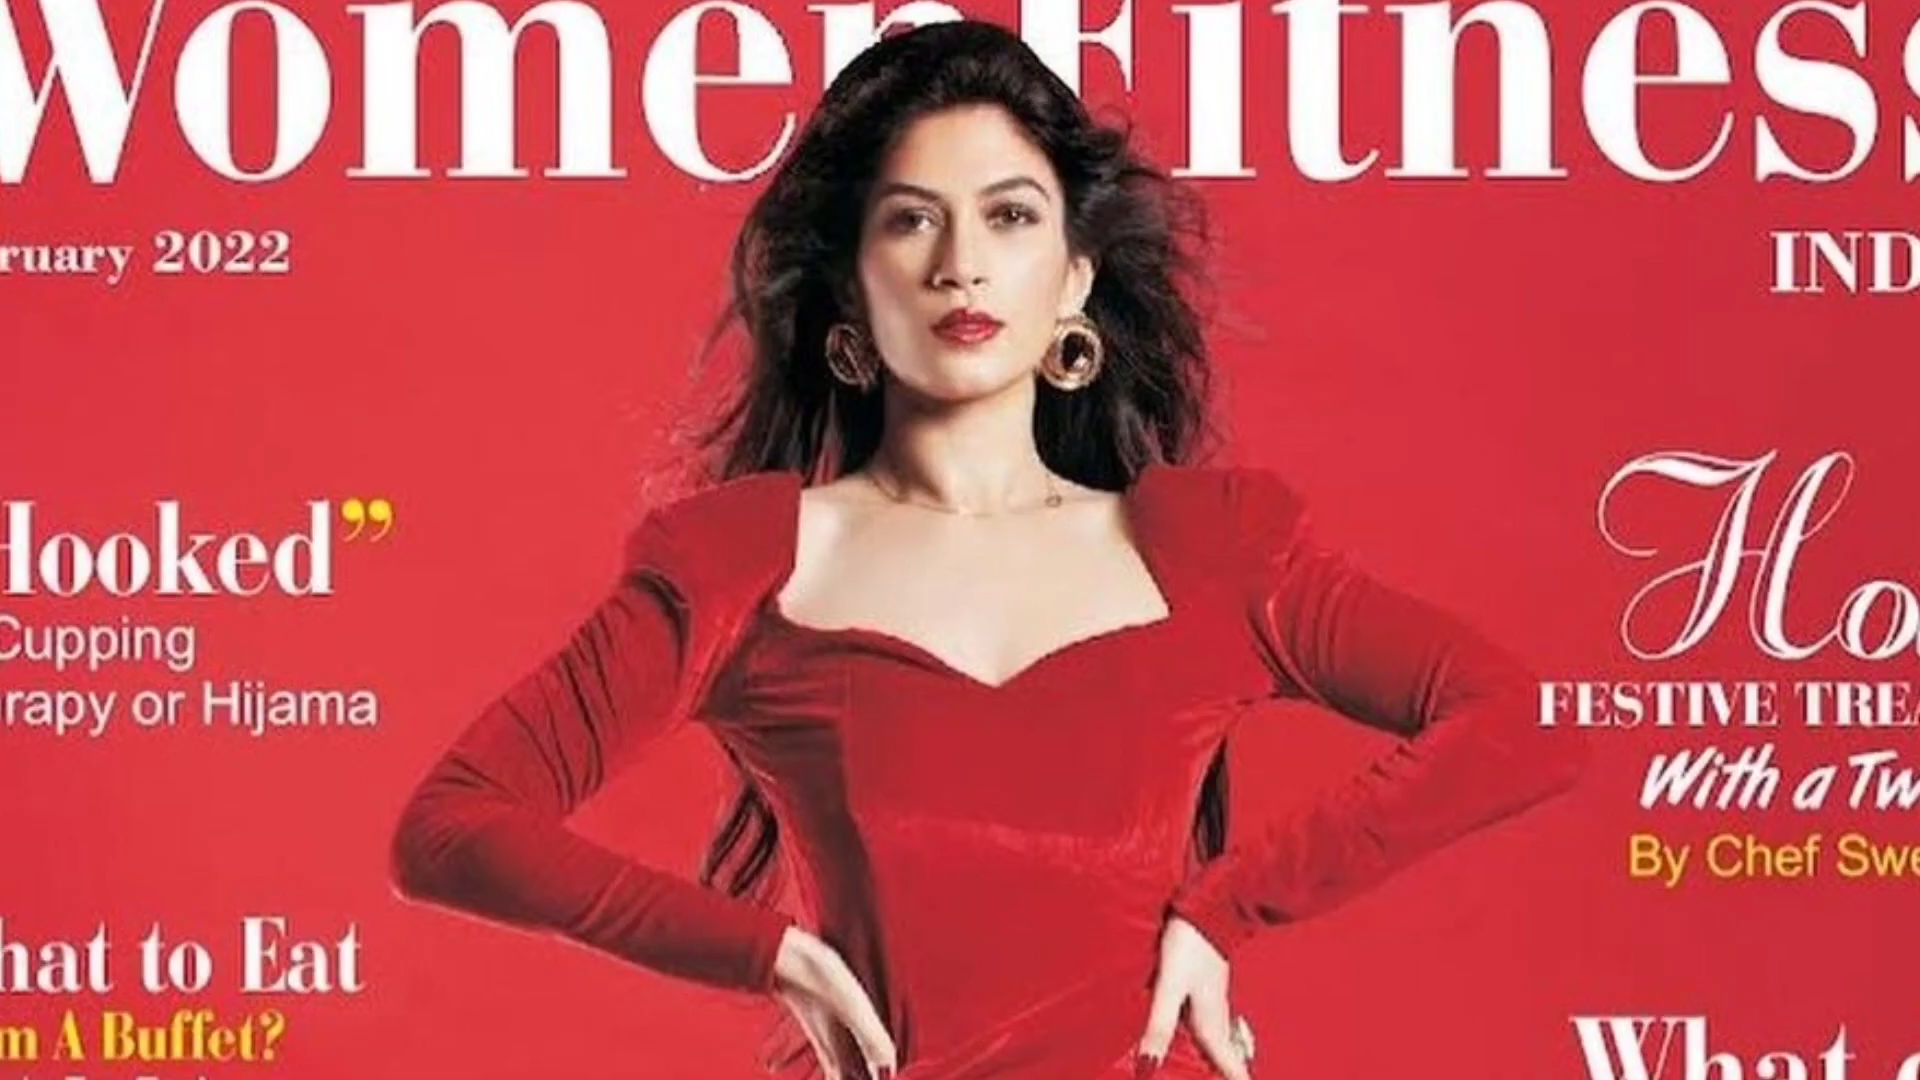 Women Fitness
ruary 2022
IND
Hooked”
Cupping
rapy or Hijama
Ho
FESTIVE TREA
With a Tw
By Chef Swe
hat to Eat
m A Buffet?
What